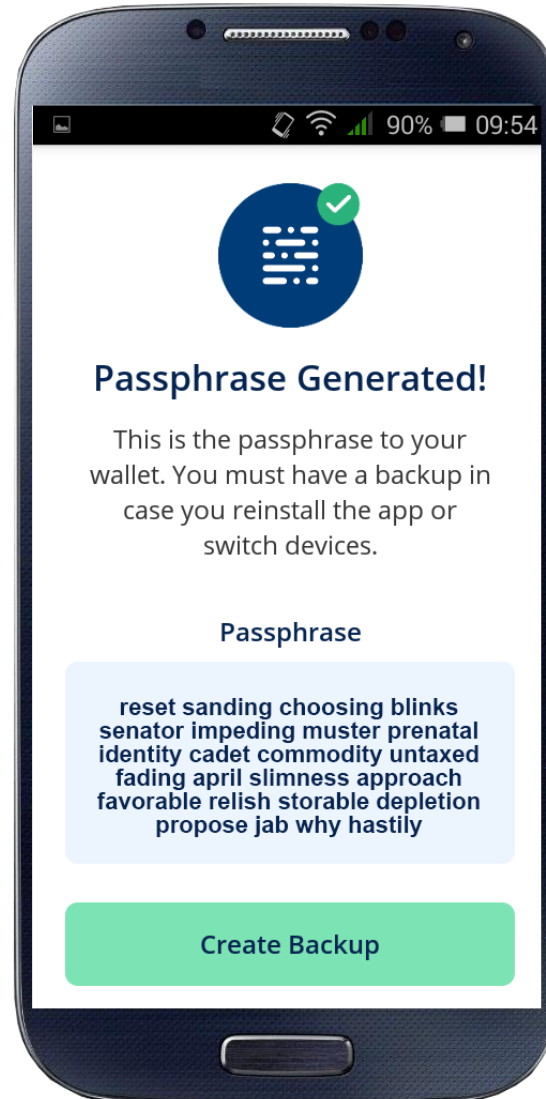 90% 09:54
Passphrase Generated!
This is the passphrase to your
wallet. You must have a backup in
case you reinstall the app or
switch devices.
Passphrase
reset sanding choosing blinks
senator impeding muster prenatal
identity cadet commodity untaxed
fading april slimness approach
favorable relish storable depletion
propose jab why hastily
Create Backup